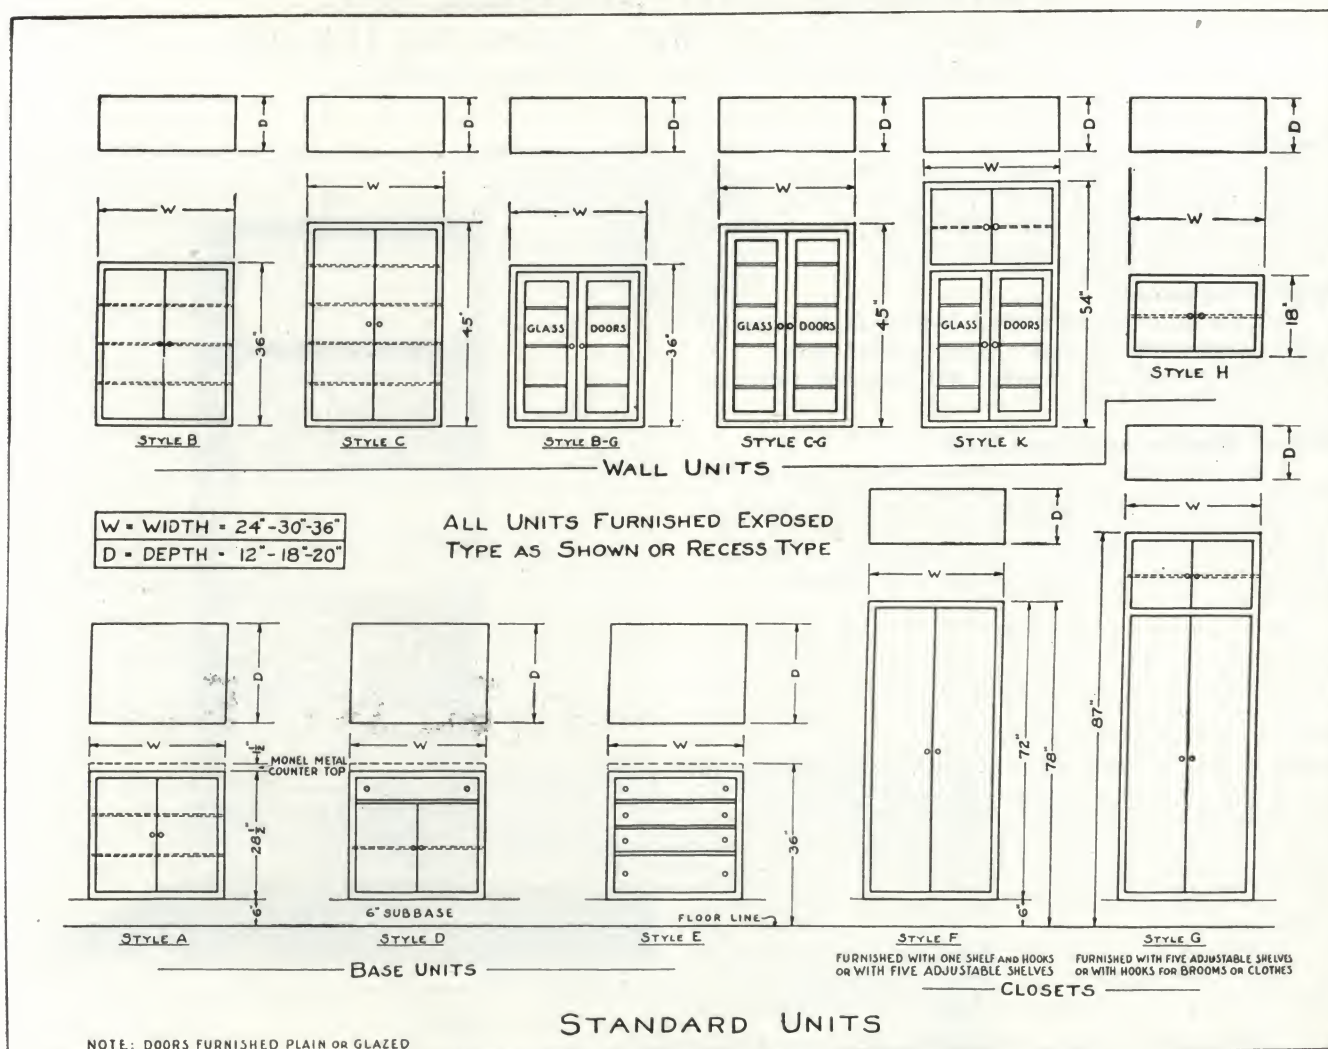 D
D
D
D
D
D
W
W
W
W
W
W
36"
45"
GLASS DOORS
36"
GLASS DOORS
45"
GLASS DOORS
54"
18"
STYLE H
STYLE B
STYLE C
STYLE B-G
STYLE C-G
STYLE K
WALL UNITS
D
W
W = WIDTH = 24"-30"-36"
D = DEPTH = 12"-18"-20"
ALL UNITS FURNISHED EXPOSED
TYPE AS SHOWN OR RECESS TYPE
D
W
D
D
D
W
W
W
1½"
MONEL METAL
COUNTER TOP
28½"
6"
36"
72"
78"
6"
87"
6" SUBBASE
FLOOR LINE
STYLE A
STYLE D
STYLE E
STYLE F
STYLE G
FURNISHED WITH ONE SHELF AND HOOKS
OR WITH FIVE ADJUSTABLE SHELVES
FURNISHED WITH FIVE ADJUSTABLE SHELVES
OR WITH HOOKS FOR BROOMS OR CLOTHES
BASE UNITS
CLOSETS
STANDARD UNITS
NOTE: DOORS FURNISHED PLAIN OR GLAZED